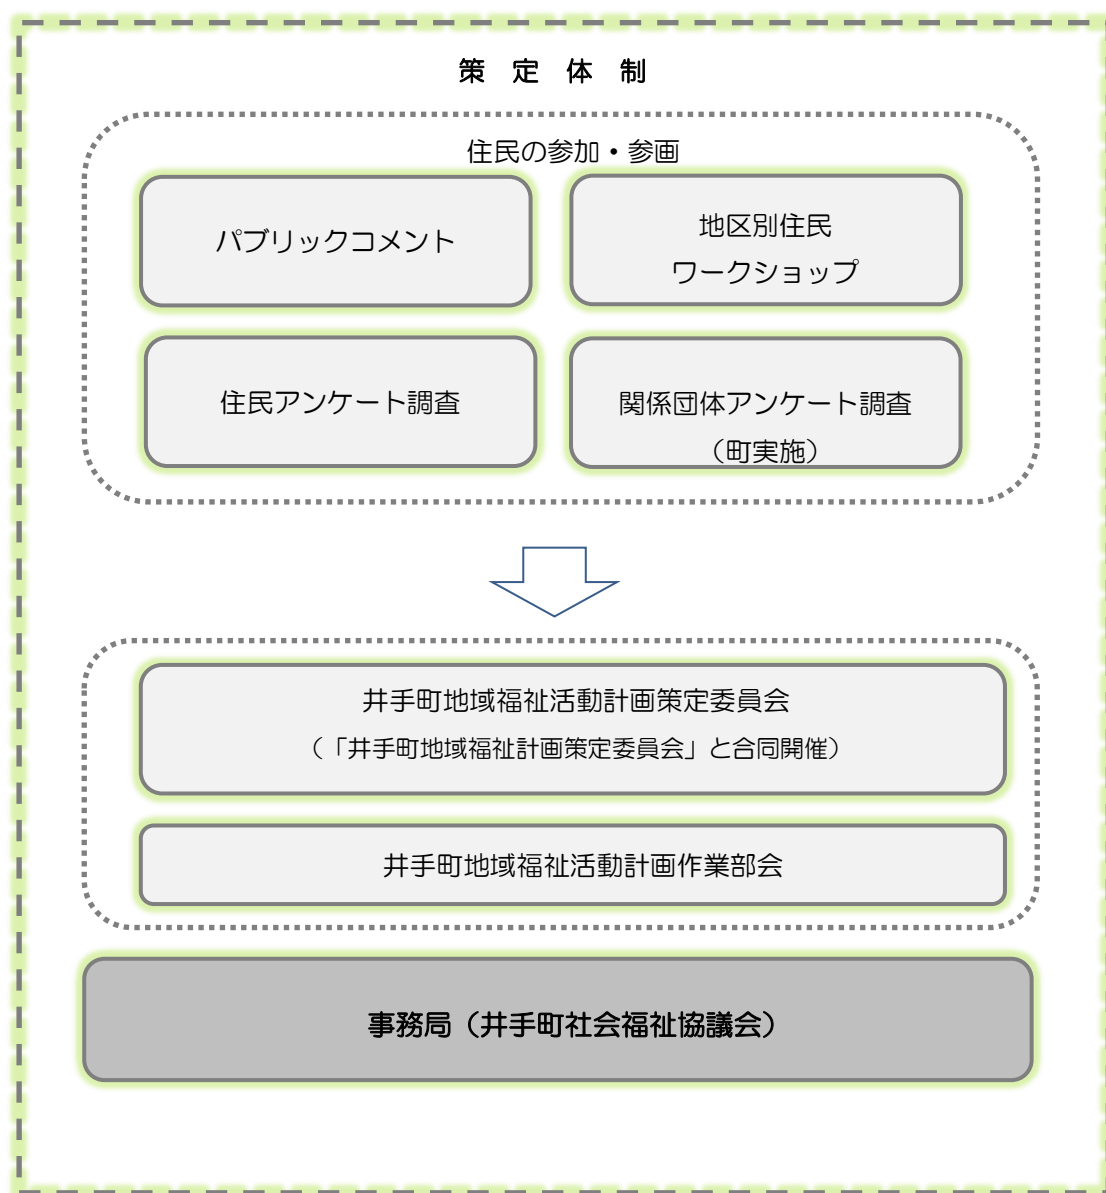 策 定 体 制
住民の参加・参画
パブリックコメント
地区別住民
ワークショップ
住民アンケート調査
関係団体アンケート調査
（町実施）
井手町地域福祉活動計画策定委員会
（「井手町地域福祉計画策定委員会」と合同開催）
井手町地域福祉活動計画作業部会
事務局（井手町社会福祉協議会）